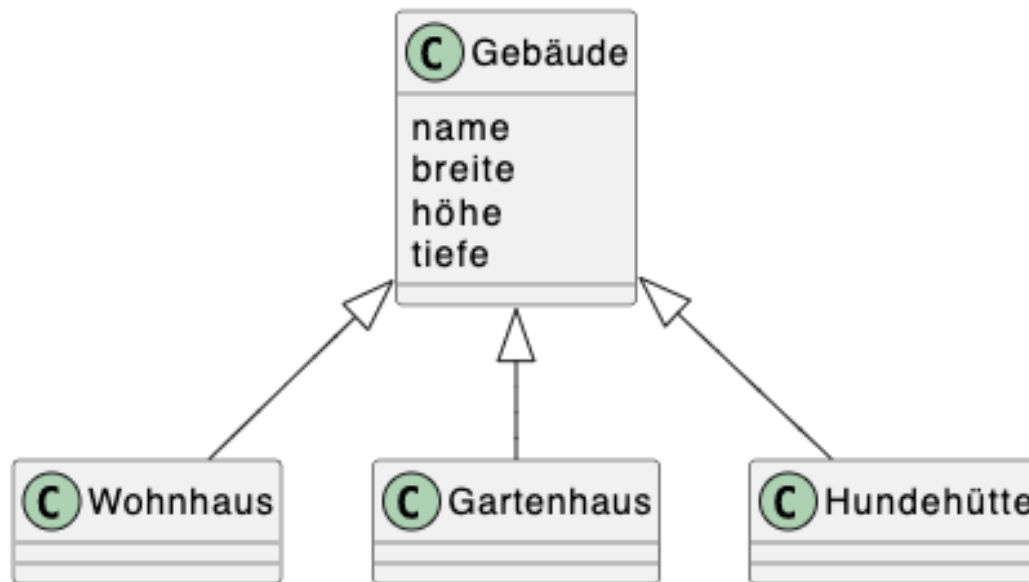 C Gebäude
name
breite
höhe
tiefe
C Wohnhaus
C Gartenhaus
C Hundehütte